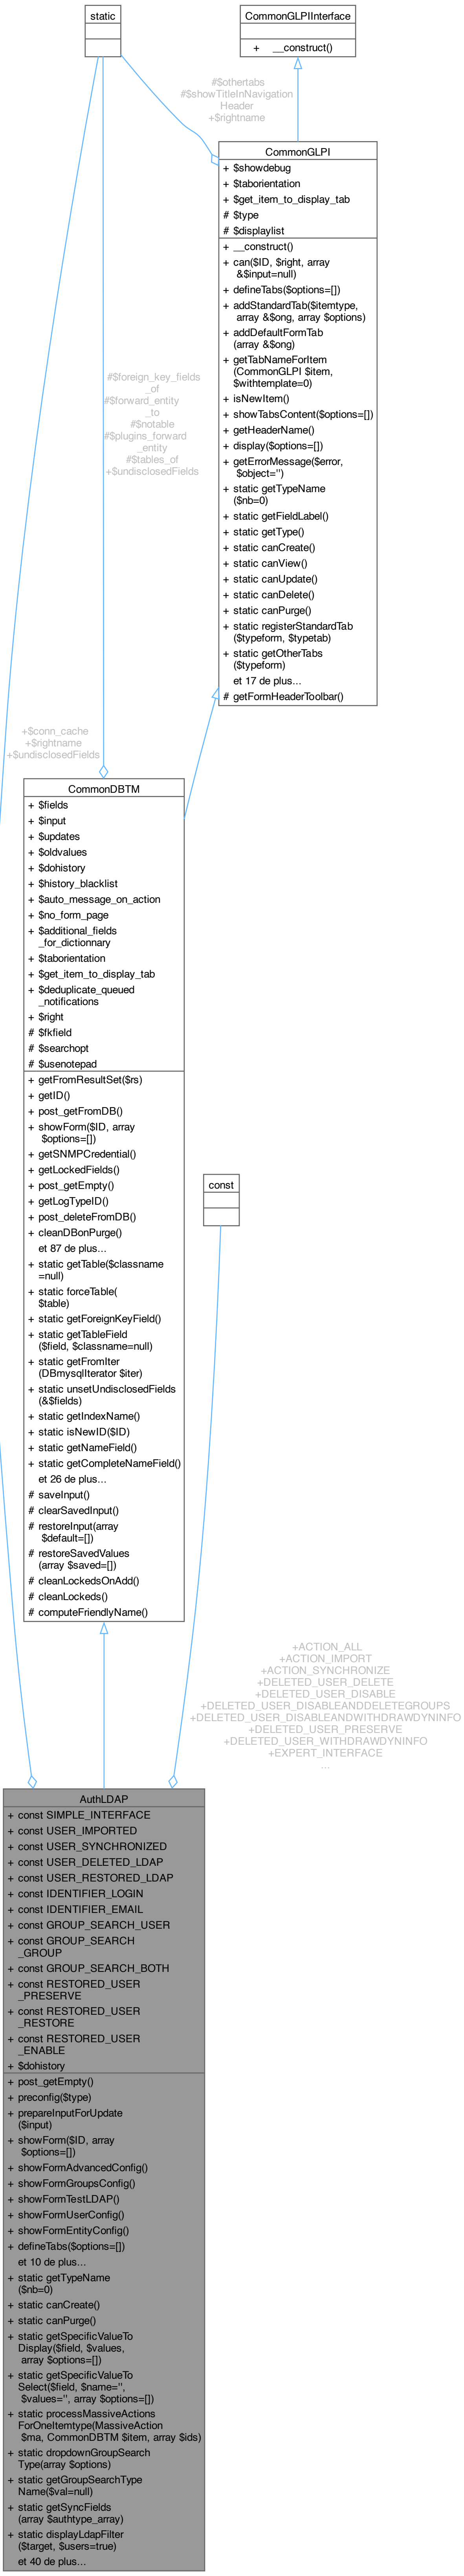 static
CommonGLPIInterface
+ __construct()
#$othertabs
#$showTitleInNavigation
Header
+$rightname
CommonGLPI
+ $showdebug
+ $taborientation
+ $get_item_to_display_tab
# $type
# $displaylist
+ __construct()
+ can($ID, $right, array
&$input=null)
+ defineTabs($options=[])
+ addStandardTab($itemtype,
array &$ong, array $options)
+ addDefaultFormTab
(array &$ong)
+ getTabNameForItem
(CommonGLPI $item,
$withtemplate=0)
+ isNewItem()
+ showTabsContent($options=[])
+ getHeaderName()
+ display($options=[])
+ getErrorMessage($error,
$object='')
+ static getTypeName
($nb=0)
+ static getFieldLabel()
+ static getType()
+ static canCreate()
+ static canView()
+ static canUpdate()
+ static canDelete()
+ static canPurge()
+ static registerStandardTab
($typeform, $typetab)
+ static getOtherTabs
($typeform)
et 17 de plus...
# getFormHeaderToolbar()
#$foreign_key_fields
_of
#$forward_entity
_to
#$notable
#$plugins_forward
_entity
#$tables_of
+$undisclosedFields
+$conn_cache
+$rightname
+$undisclosedFields
CommonDBTM
+ $fields
+ $input
+ $updates
+ $oldvalues
+ $dohistory
+ $history_blacklist
+ $auto_message_on_action
+ $no_form_page
+ $additional_fields
_for_dictionnary
+ $taborientation
+ $get_item_to_display_tab
+ $deduplicate_queued
_notifications
+ $right
# $fkfield
# $searchopt
# $usenotepad
+ getFromResultSet($rs)
+ getID()
+ post_getFromDB()
+ showForm($ID, array
$options=[])
+ getSNMPCredential()
+ getLockedFields()
+ post_getEmpty()
+ getLogTypeID()
+ post_deleteFromDB()
+ cleanDBonPurge()
et 87 de plus...
+ static getTable($classname
=null)
+ static forceTable(
$table)
+ static getForeignKeyField()
+ static getTableField
($field, $classname=null)
+ static getFromIter
(DBmysqlIterator $iter)
+ static unsetUndisclosedFields
(&$fields)
+ static getIndexName()
+ static isNewID($ID)
+ static getNameField()
+ static getCompleteNameField()
et 26 de plus...
# saveInput()
# clearSavedInput()
# restoreInput(array
$default=[])
# restoreSavedValues
(array $saved=[])
# cleanLockedsOnAdd()
# cleanLockeds()
# computeFriendlyName()
const
+ACTION_ALL
+ACTION_IMPORT
+ACTION_SYNCHRONIZE
+DELETED_USER_DELETE
+DELETED_USER_DISABLE
+DELETED_USER_DISABLEANDDELETEGROUPS
+DELETED_USER_DISABLEANDWITHDRAWDYNINFO
+DELETED_USER_PRESERVE
+DELETED_USER_WITHDRAWDYNINFO
+EXPERT_INTERFACE
...
AuthLDAP
+ const SIMPLE_INTERFACE
+ const USER_IMPORTED
+ const USER_SYNCHRONIZED
+ const USER_DELETED_LDAP
+ const USER_RESTORED_LDAP
+ const IDENTIFIER_LOGIN
+ const IDENTIFIER_EMAIL
+ const GROUP_SEARCH_USER
+ const GROUP_SEARCH
_GROUP
+ const GROUP_SEARCH_BOTH
+ const RESTORED_USER
_PRESERVE
+ const RESTORED_USER
_RESTORE
+ const RESTORED_USER
_ENABLE
+ $dohistory
+ post_getEmpty()
+ preconfig($type)
+ prepareInputForUpdate
($input)
+ showForm($ID, array
$options=[])
+ showFormAdvancedConfig()
+ showFormGroupsConfig()
+ showFormTestLDAP()
+ showFormUserConfig()
+ showFormEntityConfig()
+ defineTabs($options=[])
et 10 de plus...
+ static getTypeName
($nb=0)
+ static canCreate()
+ static canPurge()
+ static getSpecificValueTo
Display($field, $values,
array $options=[])
+ static getSpecificValueTo
Select($field, $name='',
$values='', array $options=[])
+ static processMassiveActions
ForOneItemtype(MassiveAction
$ma, CommonDBTM $item, array $ids)
+ static dropdownGroupSearch
Type(array $options)
+ static getGroupSearchType
Name($val=null)
+ static getSyncFields
(array $authtype_array)
+ static displayLdapFilter
($target, $users=true)
et 40 de plus...